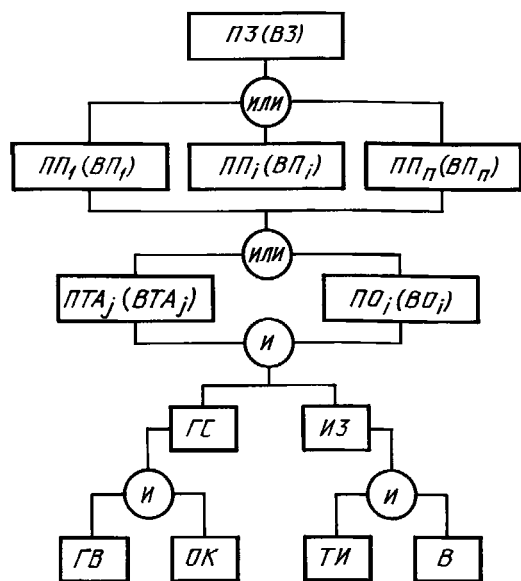 ПЗ(ВЗ)
ИЛИ
ПП₁(ВП₁) ППᵢ(ВПᵢ) ППₙ(ВПₙ)
ИЛИ
ПТАⱼ(ВТАⱼ) ПОᵢ(ВОᵢ)
И
ГС ИЗ
И И
ГВ ОК ТИ В